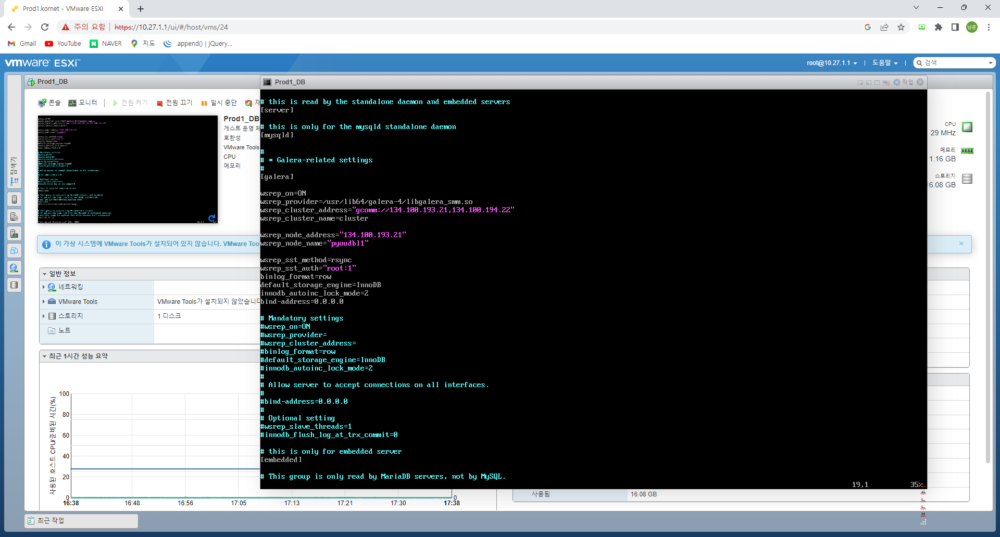 Prod1.kornet - VMware ESXi
주의 요함 | https://10.27.1.1/ui/#/host/vms/24
남훈
Gmail YouTube NAVER 지도 .append() | jQuery...
vmware ESXi™
root@10.27.1.1 | 도움말 | 검색
탐색기
Prod1_DB
콘솔 모니터 | 전원 켜기 전원 끄기 일시 중단
Prod1_DB
게스트 운영 체
호환성
VMware Tools
CPU
메모리
이 가상 시스템에 VMware Tools가 설치되어 있지 않습니다. VMware Too
일반 정보
네트워킹
VMware Tools VMware Tools가 설치되지 않았습니다
스토리지 1 디스크
노트
최근 1시간 성능 요약
사용된 호스트 CPU/준비된 시간(%)
100
80
60
40
20
0 0
16:38 16:48 16:56 17:05 17:13 17:21 17:30 17:38
Prod1_DB 작업
# this is read by the standalone daemon and embedded servers
[server]
# this is only for the mysqld standalone daemon
[mysqld]
#
# * Galera-related settings
#
[galera]
wsrep_on=ON
wsrep_provider=/usr/lib64/galera-4/libgalera_smm.so
wsrep_cluster_address="gcomm://134.100.193.21,134.100.194.22"
wsrep_cluster_name=cluster
wsrep_node_address="134.100.193.21"
wsrep_node_name="pyoudb11"
wsrep_sst_method=rsync
wsrep_sst_auth="root:1"
binlog_format=row
default_storage_engine=InnoDB
innodb_autoinc_lock_mode=2
bind-address=0.0.0.0
# Mandatory settings
#wsrep_on=ON
#wsrep_provider=
#wsrep_cluster_address=
#binlog_format=row
#default_storage_engine=InnoDB
#innodb_autoinc_lock_mode=2
#
# Allow server to accept connections on all interfaces.
#
#bind-address=0.0.0.0
#
# Optional setting
#wsrep_slave_threads=1
#innodb_flush_log_at_trx_commit=0
# this is only for embedded server
[embedded]
# This group is only read by MariaDB servers, not by MySQL.
19,1 35%
CPU
29 MHz
메모리
1.16 GB
스토리지
16.08 GB
사용됨 16.08 GB
최근 작업